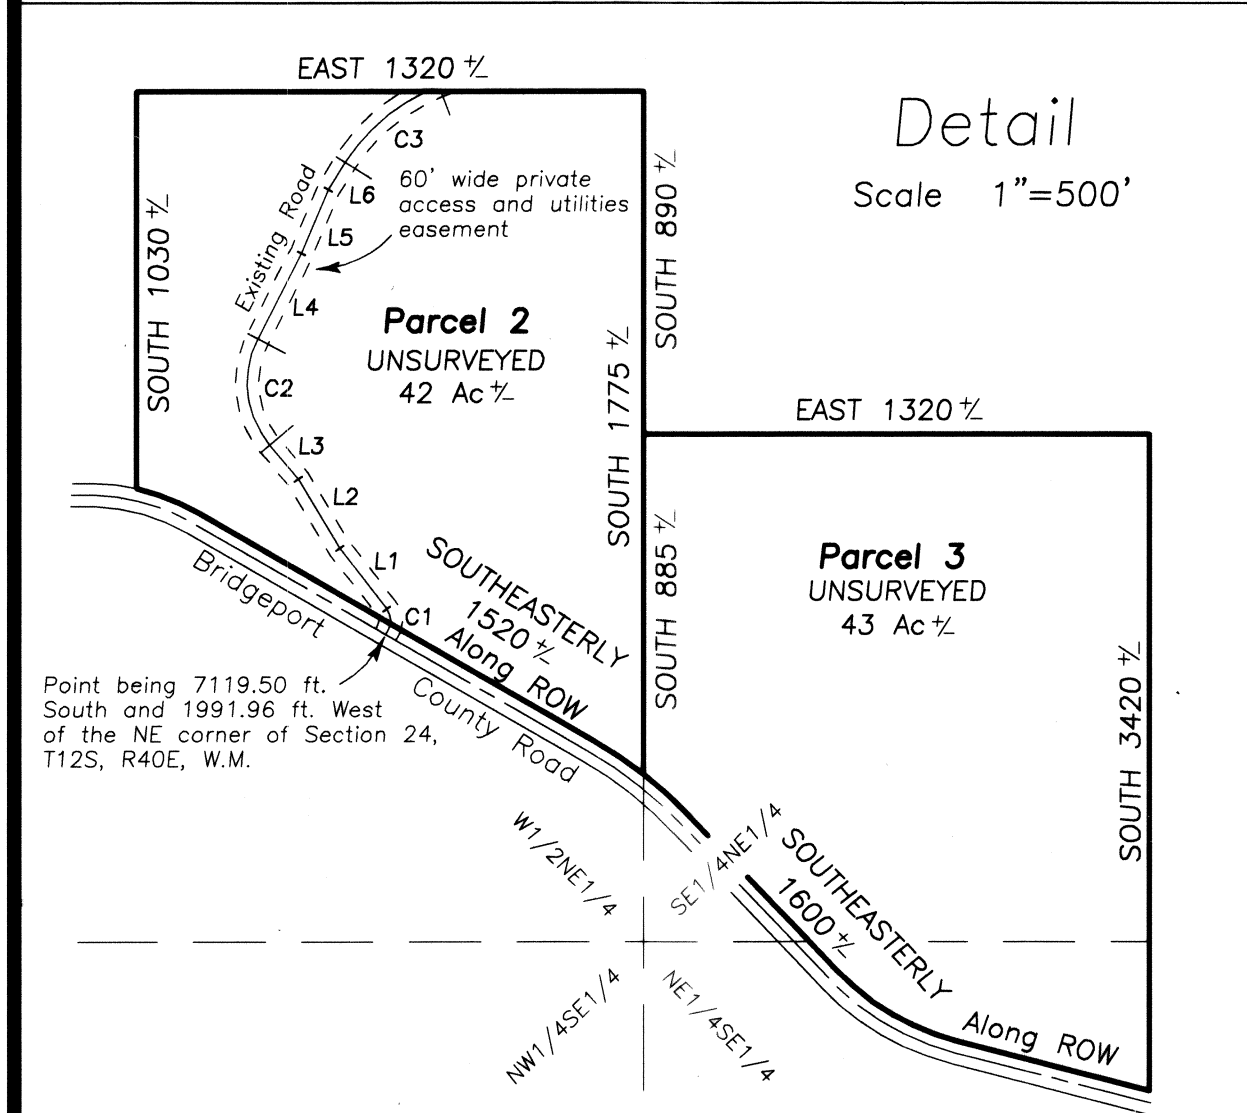 EAST 1320 +/-
Detail
Scale 1"=500'
SOUTH 1030 +/-
Existing Road
C3
L6
L5
L4
C2
L3
L2
L1
C1
60' wide private
access and utilities
easement
Parcel 2
UNSURVEYED
42 Ac +/-
SOUTH 890 +/-
SOUTH 1775 +/-
EAST 1320 +/-
SOUTH 885 +/-
Parcel 3
UNSURVEYED
43 Ac +/-
SOUTH 3420 +/-
SOUTHEASTERLY
1520 +/-
Along ROW
Bridgeport
County Road
Point being 7119.50 ft.
South and 1991.96 ft. West
of the NE corner of Section 24,
T12S, R40E, W.M.
W1/2NE1/4
SE1/4NE1/4
SOUTHEASTERLY
1600 +/-
Along ROW
NW1/4SE1/4
NE1/4SE1/4